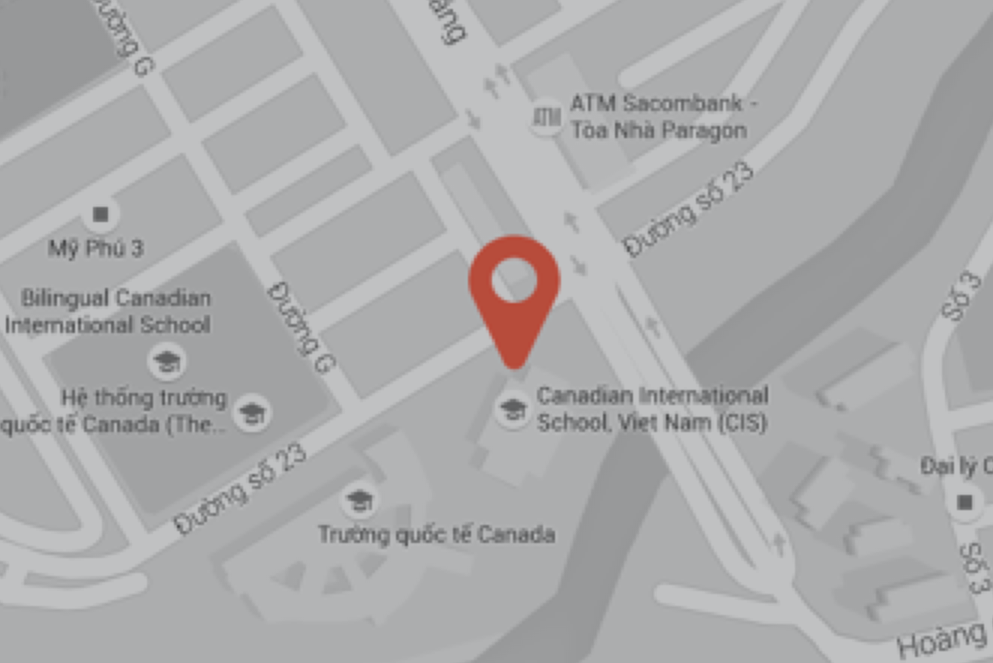 Đường G
ATM
ATM Sacombank -
Tòa Nhà Paragon
Đường số 23
Mỹ Phú 3
Bilingual Canadian
International School
Đường G
Số 3
Hệ thống trường
quốc tế Canada (The...
Canadian International
School, Viet Nam (CIS)
Đường số 23
Đại lý
Trường quốc tế Canada
Số 3
Hoàng